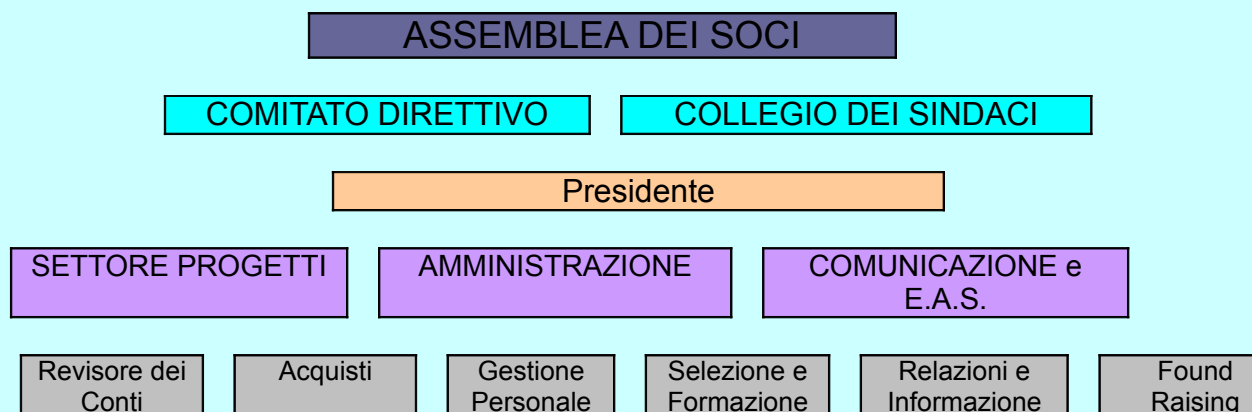 ASSEMBLEA DEI SOCI
COMITATO DIRETTIVO
COLLEGIO DEI SINDACI
Presidente
SETTORE PROGETTI
AMMINISTRAZIONE
COMUNICAZIONE e
E.A.S.
Revisore dei
Conti
Acquisti
Gestione
Personale
Selezione e
Formazione
Relazioni e
Informazione
Found
Raising